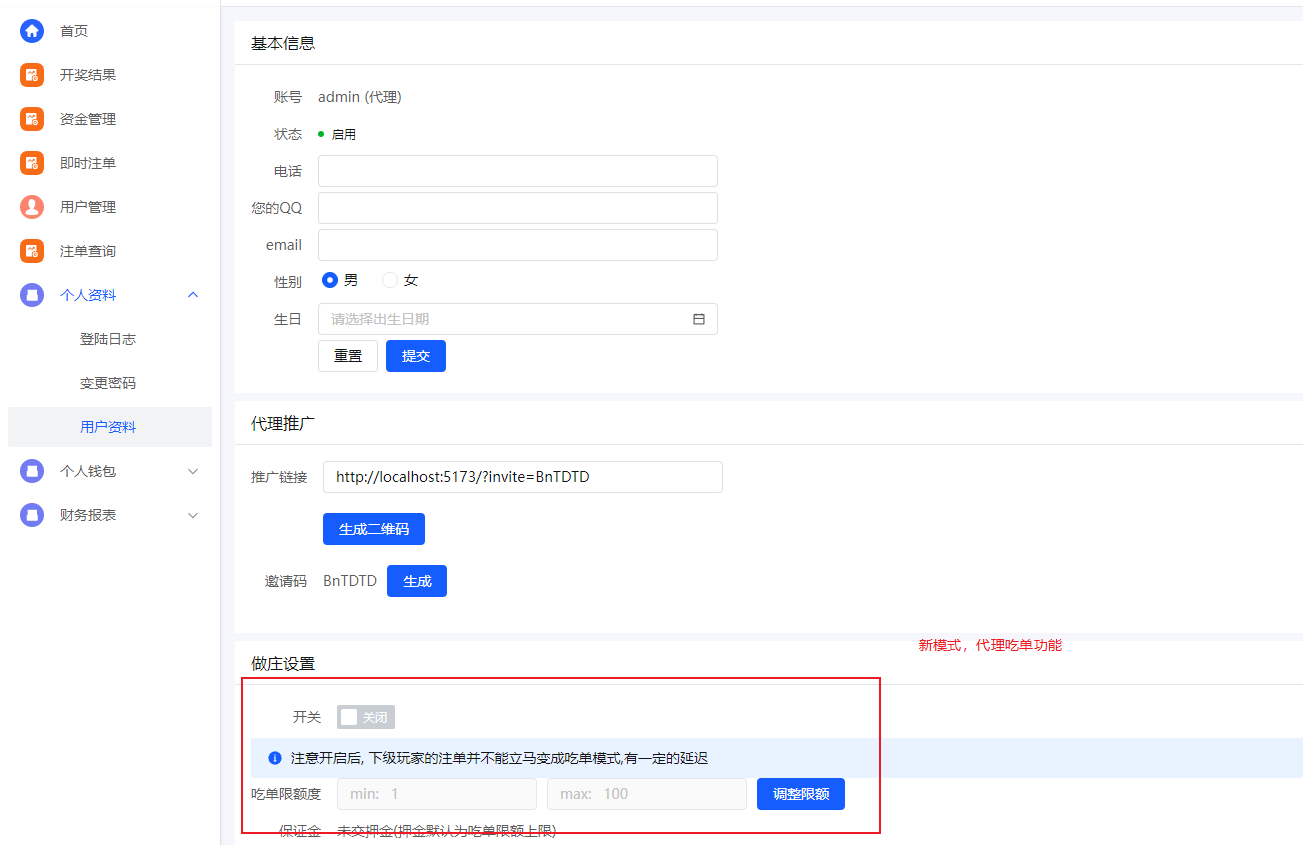 首页
开奖结果
资金管理
即时注单
用户管理
注单查询
个人资料
登陆日志
变更密码
用户资料
个人钱包
财务报表
基本信息
账号 admin (代理)
状态 启用
电话
您的QQ
email
性别 男 女
生日 请选择出生日期
重置 提交
代理推广
推广链接 http://localhost:5173/?invite=BnTDTD
生成二维码
邀请码 BnTDTD 生成
新模式，代理吃单功能
做庄设置
开关 关闭
注意开启后, 下级玩家的注单并不能立马变成吃单模式,有一定的延迟
吃单限额度 min: 1 max: 100 调整限额
保证金 未交押金(押金默认为吃单限额上限)